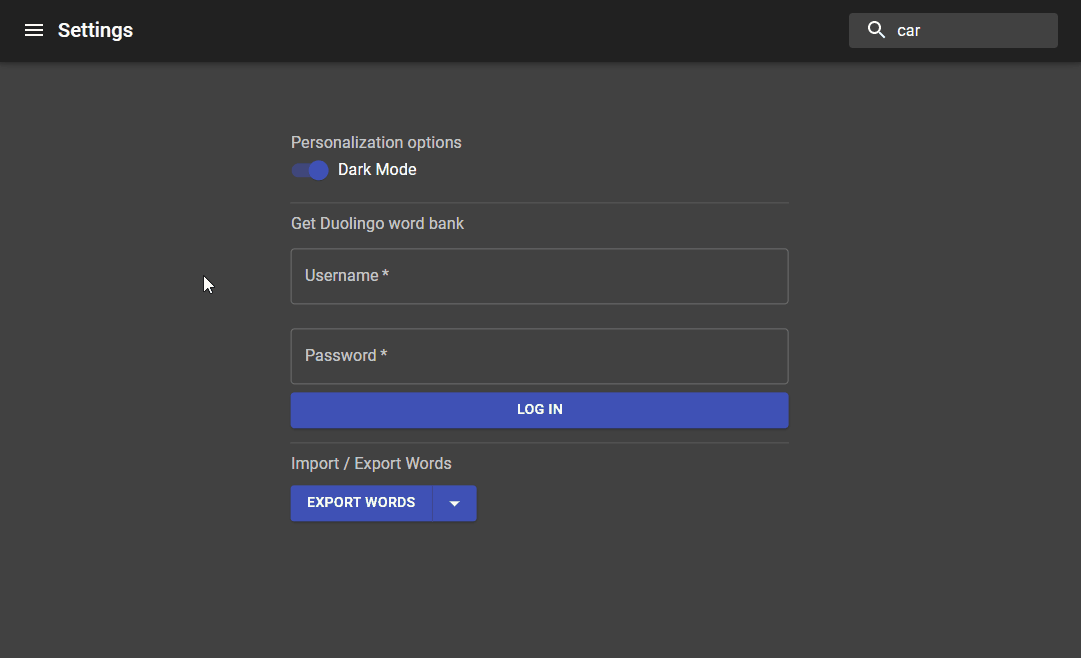 Settings
car
Personalization options
Dark Mode
Get Duolingo word bank
Username *
Password *
LOG IN
Import / Export Words
EXPORT WORDS